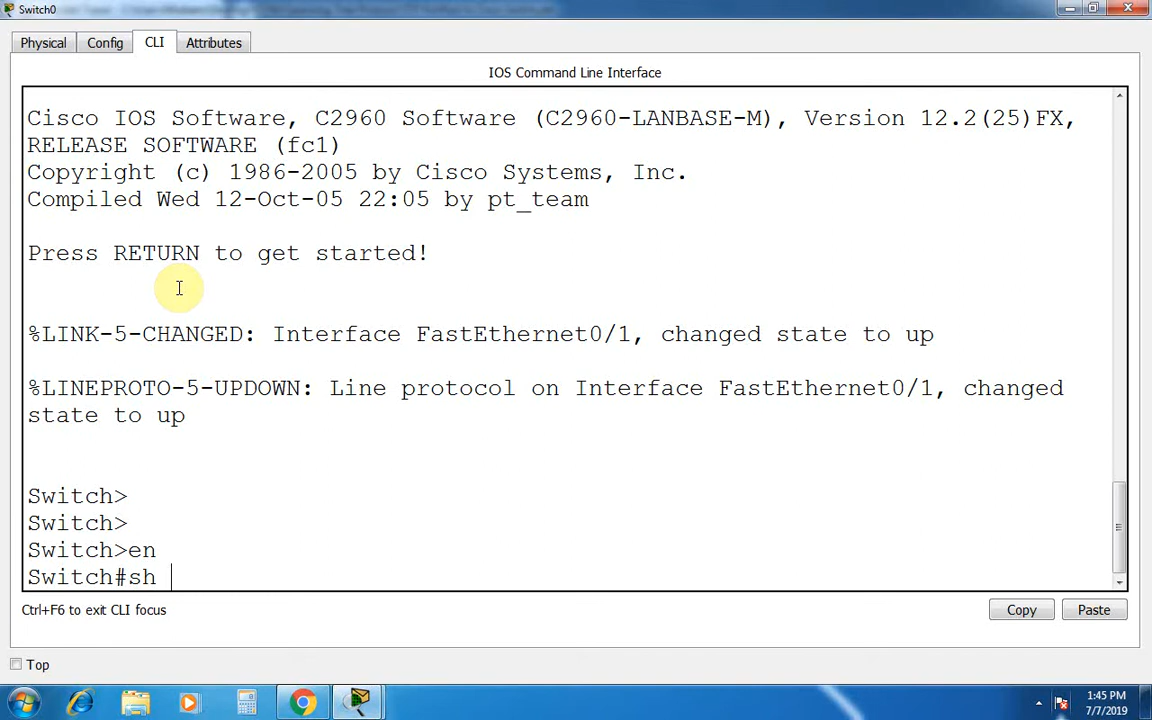 Switch0
Physical Config CLI Attributes
IOS Command Line Interface
Cisco IOS Software, C2960 Software (C2960-LANBASE-M), Version 12.2(25)FX,
RELEASE SOFTWARE (fc1)
Copyright (c) 1986-2005 by Cisco Systems, Inc.
Compiled Wed 12-Oct-05 22:05 by pt_team
Press RETURN to get started!
%LINK-5-CHANGED: Interface FastEthernet0/1, changed state to up
%LINEPROTO-5-UPDOWN: Line protocol on Interface FastEthernet0/1, changed
state to up
Switch>
Switch>
Switch>en
Switch#sh
Ctrl+F6 to exit CLI focus
Copy Paste
Top
1:45 PM
7/7/2019